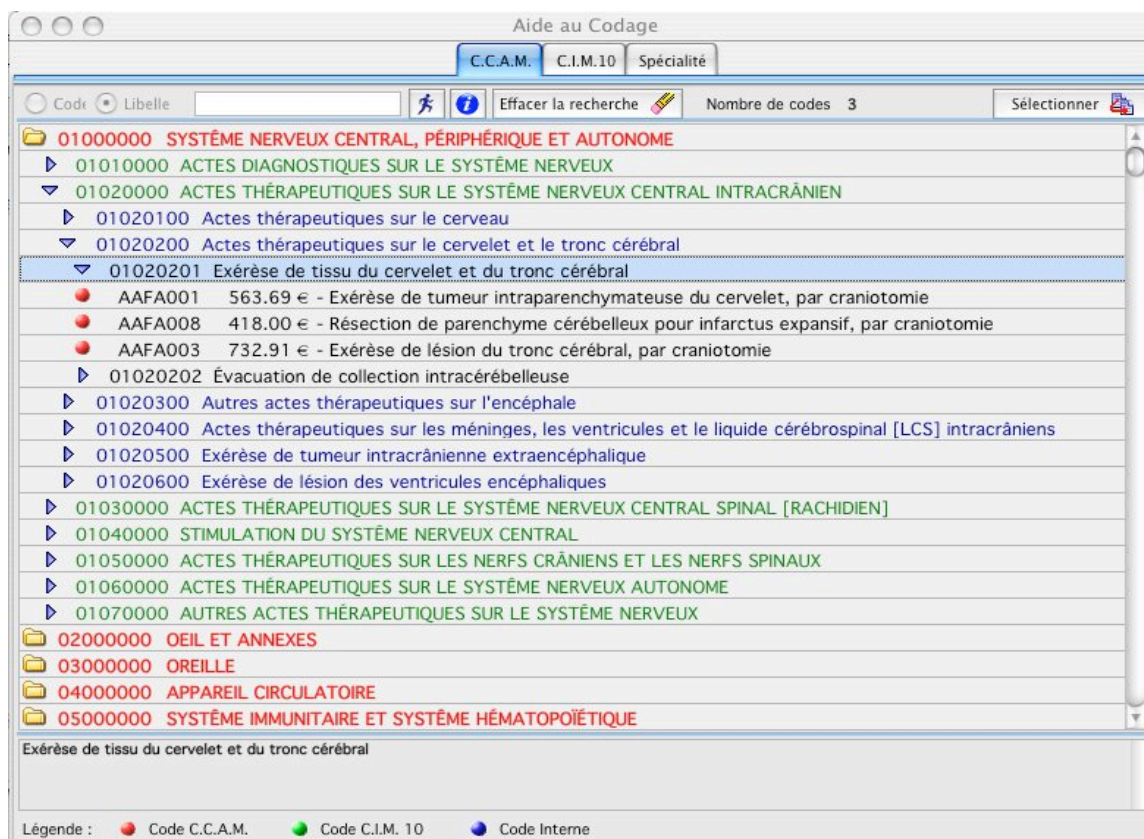 Aide au Codage
C.C.A.M. C.I.M.10 Spécialité
Code Libelle Effacer la recherche Nombre de codes 3 Sélectionner
01000000 SYSTÊME NERVEUX CENTRAL, PÉRIPHÉRIQUE ET AUTONOME
01010000 ACTES DIAGNOSTIQUES SUR LE SYSTÊME NERVEUX
01020000 ACTES THÉRAPEUTIQUES SUR LE SYSTÊME NERVEUX CENTRAL INTRACRÂNIEN
01020100 Actes thérapeutiques sur le cerveau
01020200 Actes thérapeutiques sur le cervelet et le tronc cérébral
01020201 Exérèse de tissu du cervelet et du tronc cérébral
AAFA001 563.69 € - Exérèse de tumeur intraparenchymateuse du cervelet, par craniotomie
AAFA008 418.00 € - Résection de parenchyme cérébelleux pour infarctus expansif, par craniotomie
AAFA003 732.91 € - Exérèse de lésion du tronc cérébral, par craniotomie
01020202 Évacuation de collection intracérébelleuse
01020300 Autres actes thérapeutiques sur l'encéphale
01020400 Actes thérapeutiques sur les méninges, les ventricules et le liquide cérébrospinal [LCS] intracrâniens
01020500 Exérèse de tumeur intracrânienne extraencéphalique
01020600 Exérèse de lésion des ventricules encéphaliques
01030000 ACTES THÉRAPEUTIQUES SUR LE SYSTÊME NERVEUX CENTRAL SPINAL [RACHIDIEN]
01040000 STIMULATION DU SYSTÊME NERVEUX CENTRAL
01050000 ACTES THÉRAPEUTIQUES SUR LES NERFS CRÂNIENS ET LES NERFS SPINAUX
01060000 ACTES THÉRAPEUTIQUES SUR LE SYSTÊME NERVEUX AUTONOME
01070000 AUTRES ACTES THÉRAPEUTIQUES SUR LE SYSTÊME NERVEUX
02000000 OEIL ET ANNEXES
03000000 OREILLE
04000000 APPAREIL CIRCULATOIRE
05000000 SYSTÊME IMMUNITAIRE ET SYSTÊME HÉMATOPOÏÉTIQUE
Exérèse de tissu du cervelet et du tronc cérébral
Légende : Code C.C.A.M. Code C.I.M. 10 Code Interne